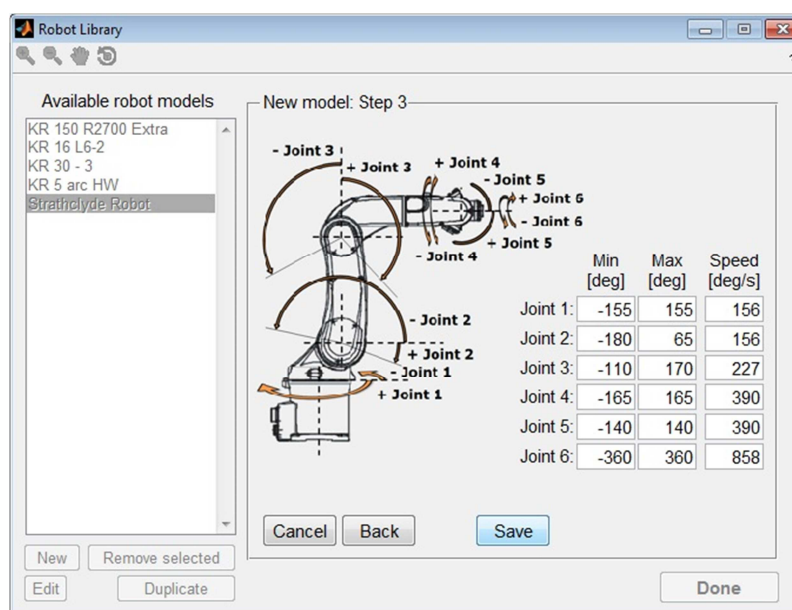 Robot Library
Available robot models
KR 150 R2700 Extra
KR 16 L6-2
KR 30 - 3
KR 5 arc HW
Strathclyde Robot
New
Remove selected
Edit
Duplicate
New model: Step 3
- Joint 3
+ Joint 3
+ Joint 4
- Joint 5
+ Joint 6
- Joint 6
+ Joint 5
- Joint 4
- Joint 2
+ Joint 2
- Joint 1
+ Joint 1
Min Max Speed
[deg] [deg] [deg/s]
Joint 1: -155 155 156
Joint 2: -180 65 156
Joint 3: -110 170 227
Joint 4: -165 165 390
Joint 5: -140 140 390
Joint 6: -360 360 858
Cancel Back Save
Done